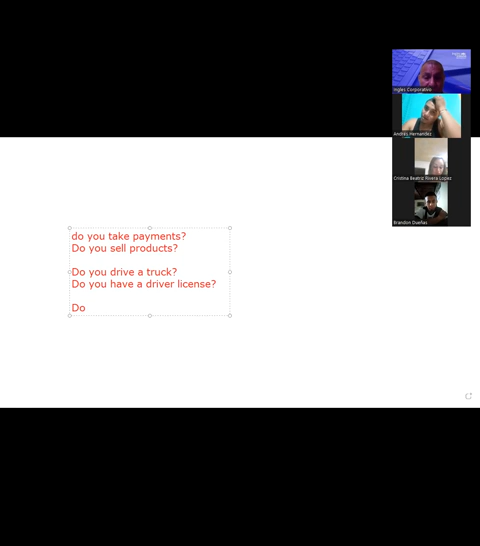 do you take payments?
Do you sell products?
Do you drive a truck?
Do you have a driver license?
Do
Ingles Corporativo
Andres Hernandez
Cristina Beatriz Rivera Lopez
Brandon Dueñas